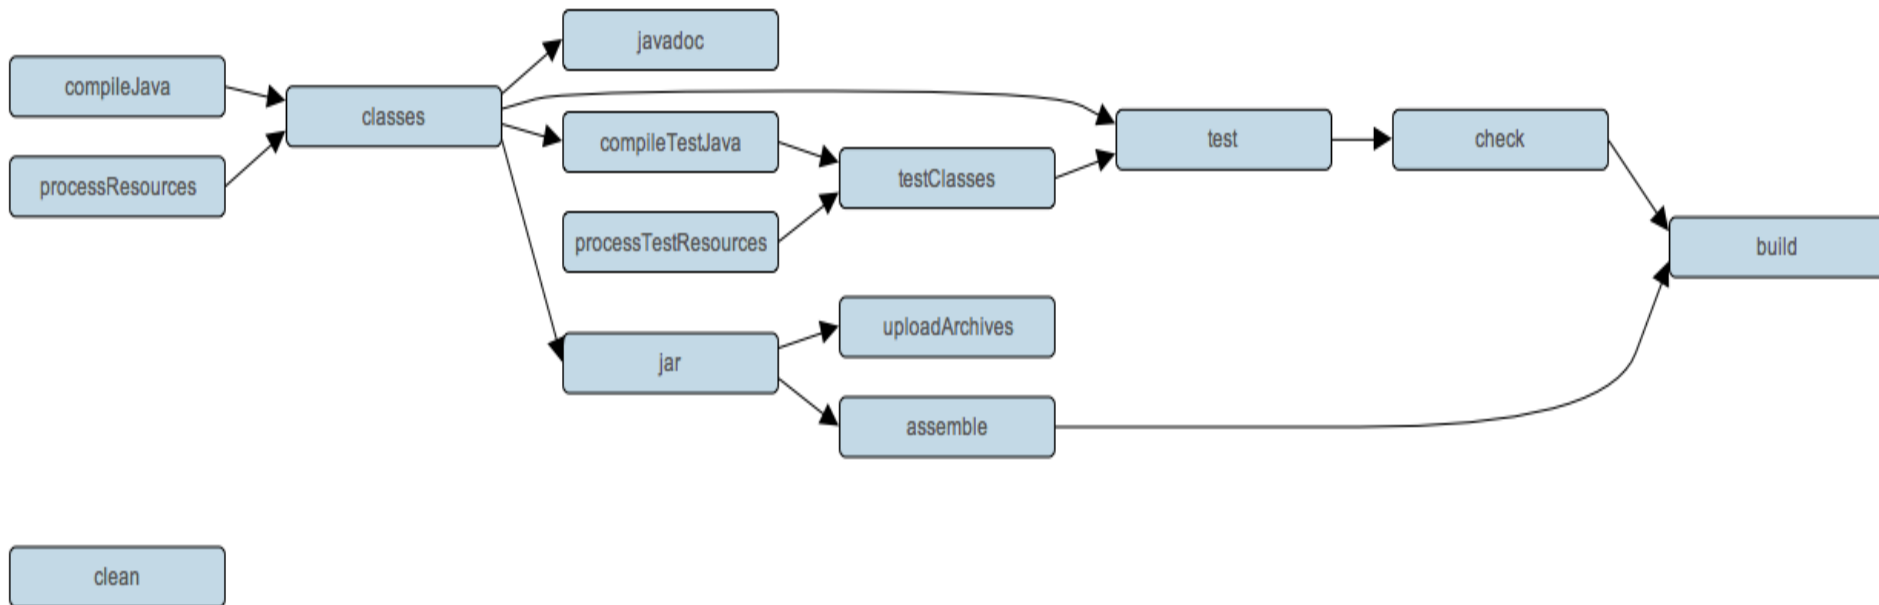 compileJava
processResources
classes
javadoc
compileTestJava
processTestResources
jar
testClasses
uploadArchives
assemble
test
check
build
clean